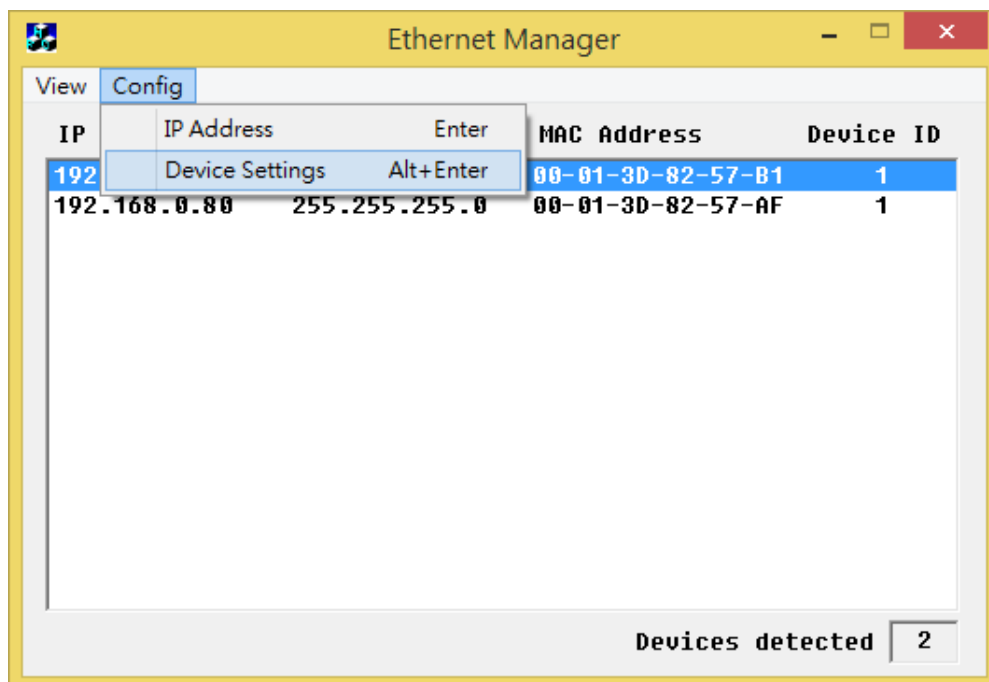 Ethernet Manager
View Config
IP MAC Address Device ID
IP Address Enter
Device Settings Alt+Enter
192 00-01-3D-82-57-B1 1
192.168.0.80 255.255.255.0 00-01-3D-82-57-AF 1
Devices detected 2